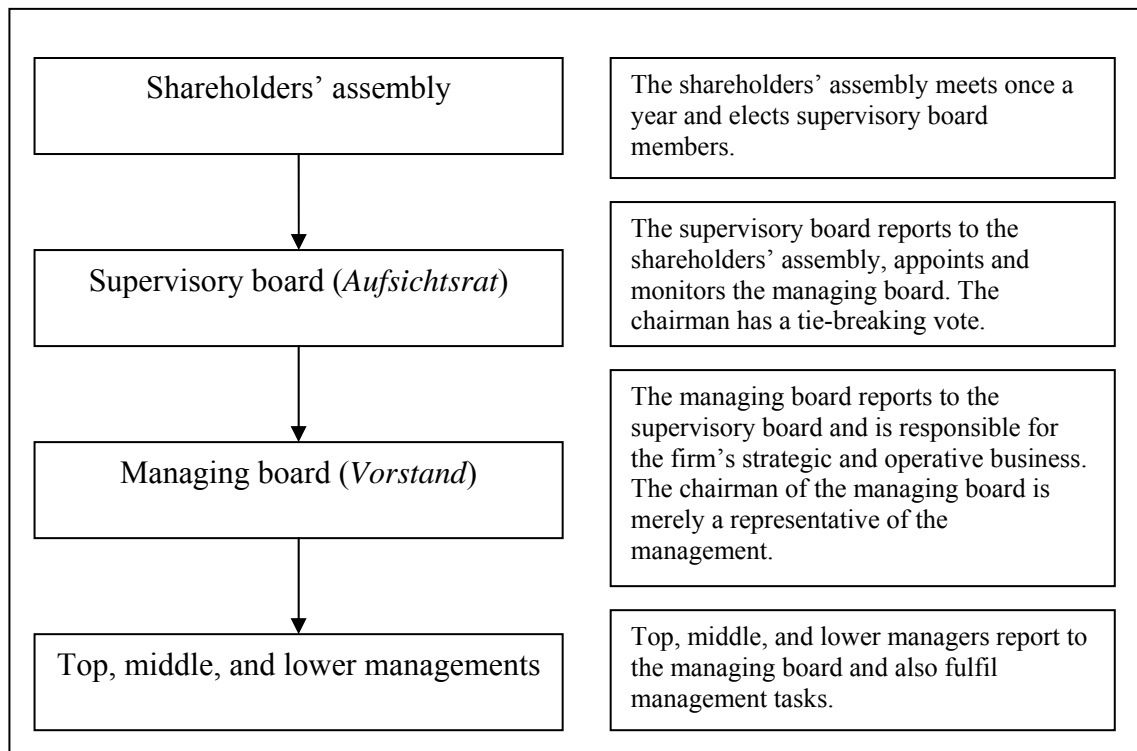 Shareholders’ assembly
The shareholders’ assembly meets once a
year and elects supervisory board
members.
Supervisory board (Aufsichtsrat)
The supervisory board reports to the
shareholders’ assembly, appoints and
monitors the managing board. The
chairman has a tie-breaking vote.
Managing board (Vorstand)
The managing board reports to the
supervisory board and is responsible for
the firm’s strategic and operative business.
The chairman of the managing board is
merely a representative of the
management.
Top, middle, and lower managements
Top, middle, and lower managers report to
the managing board and also fulfil
management tasks.